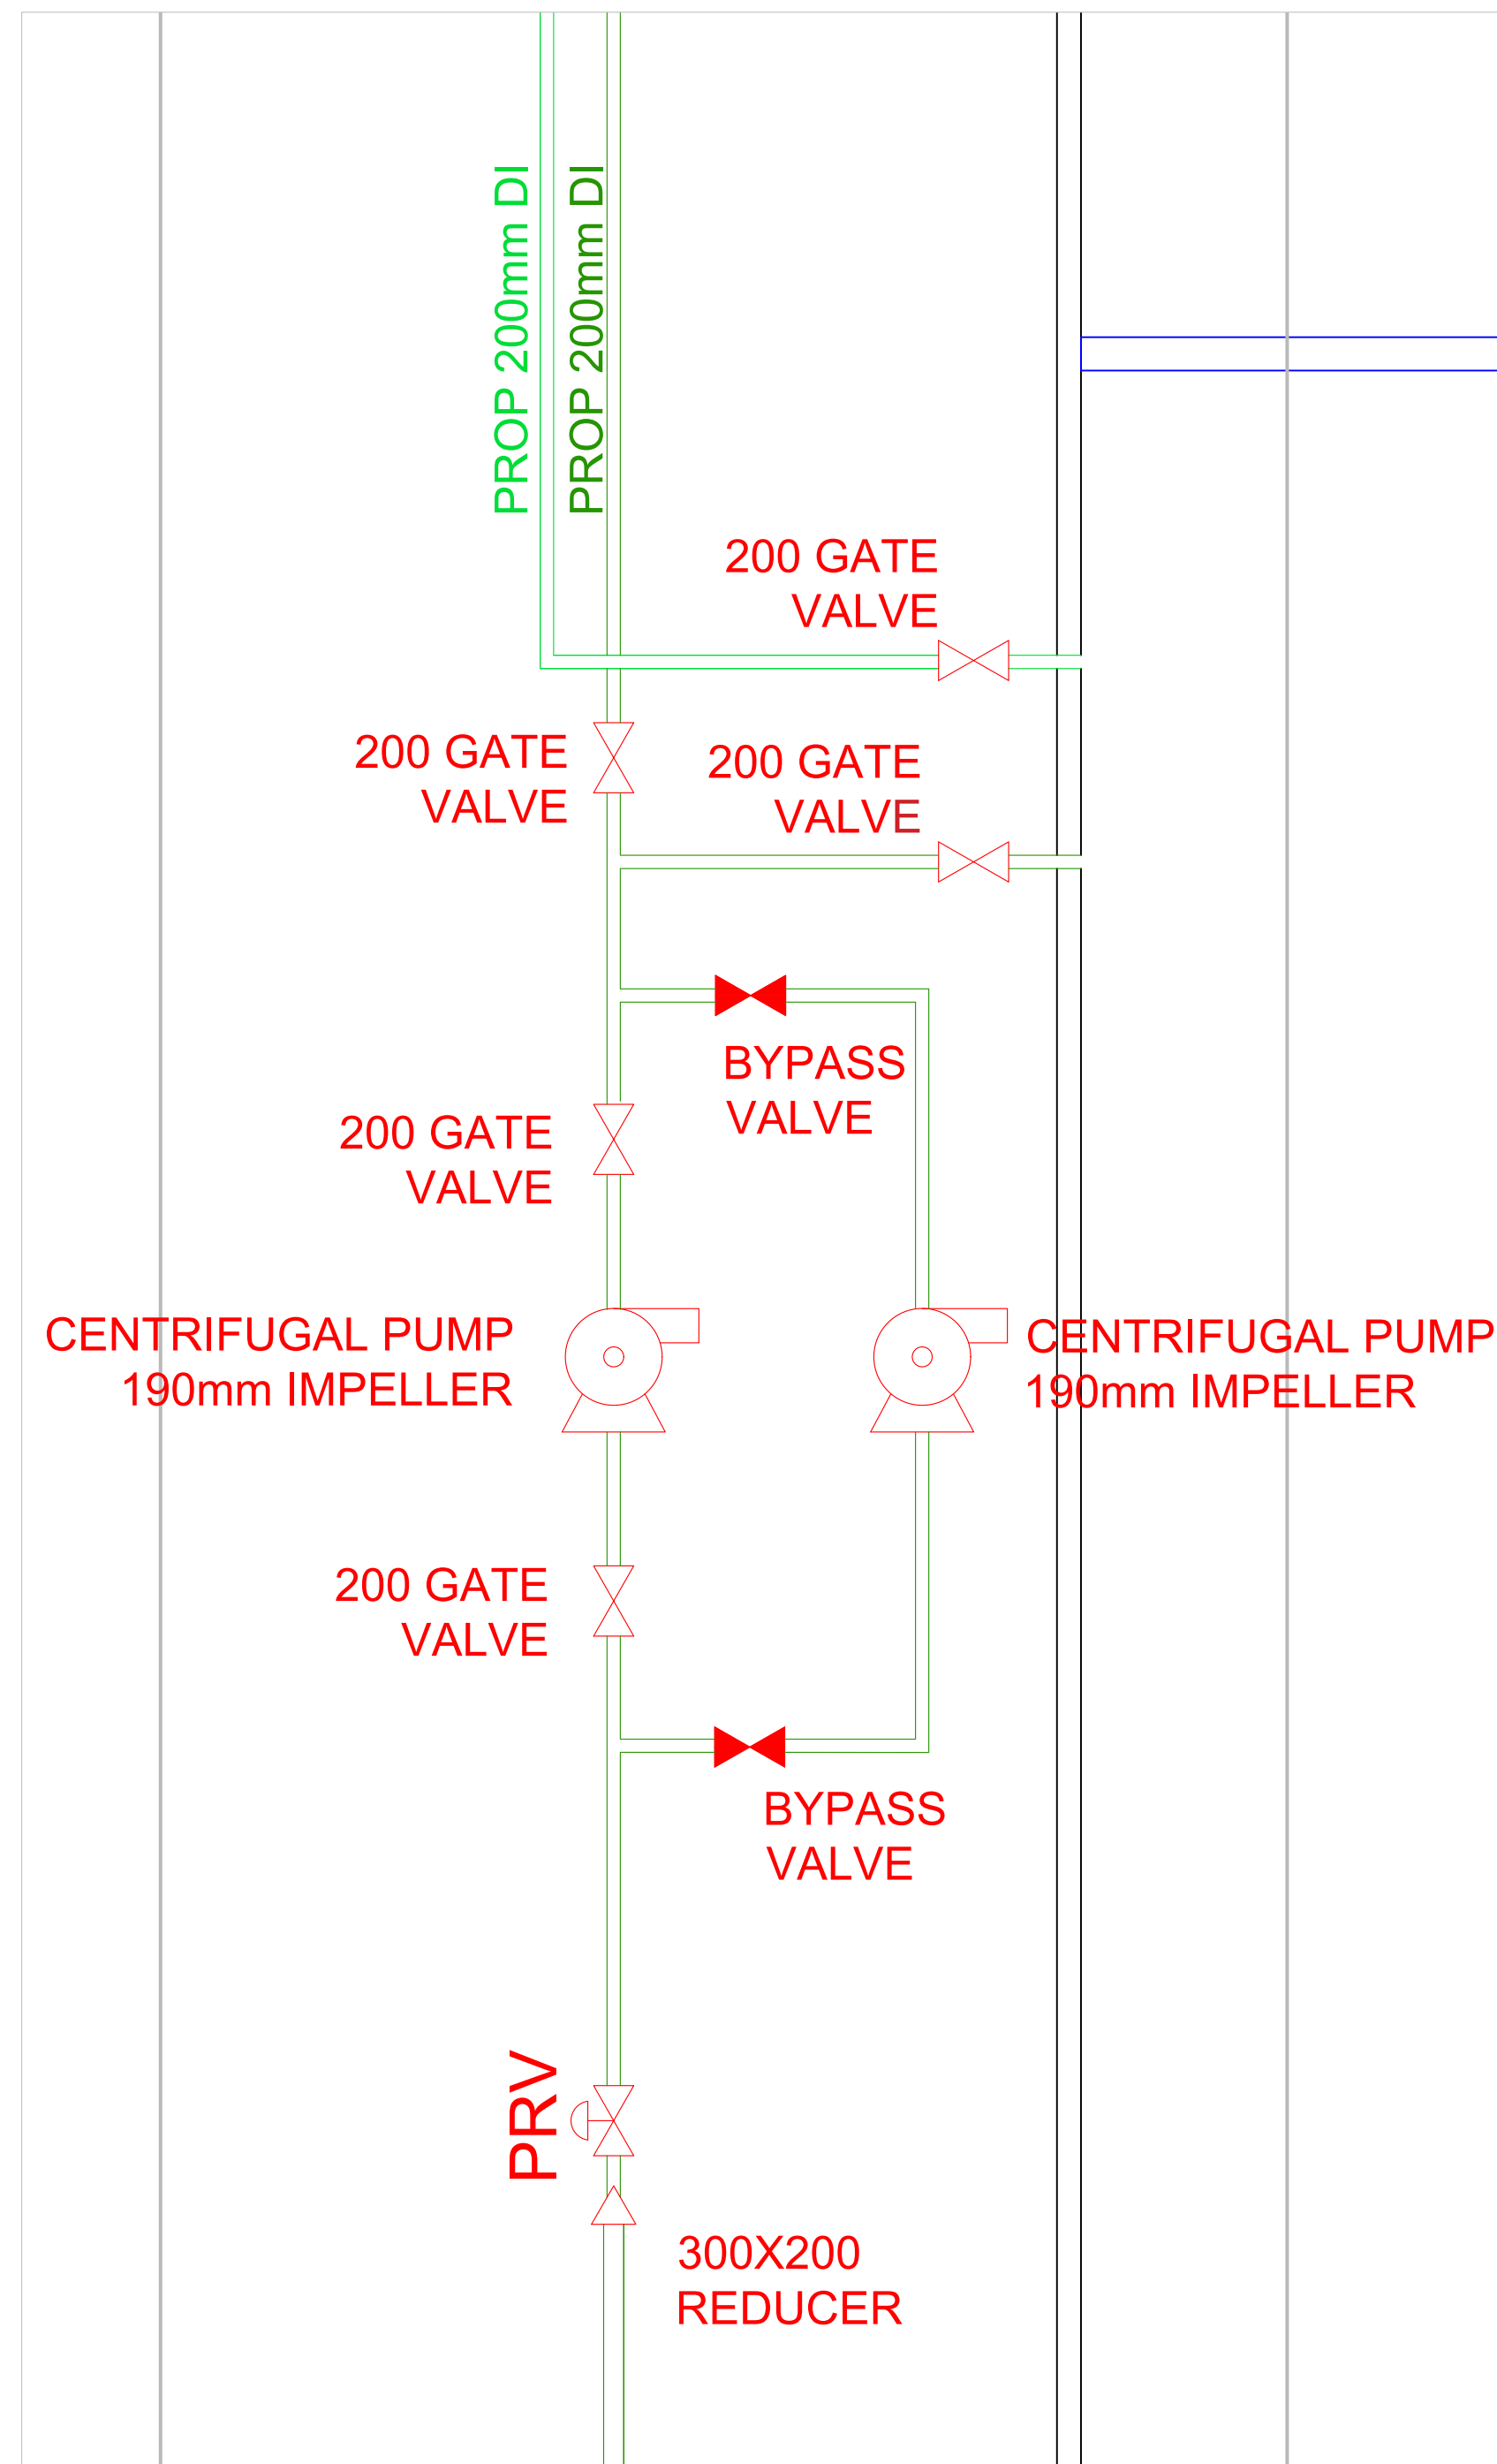 PROP 200mm DI
PROP 200mm DI
200 GATE
VALVE
200 GATE
VALVE
200 GATE
VALVE
BYPASS
VALVE
200 GATE
VALVE
CENTRIFUGAL PUMP
190mm IMPELLER
CENTRIFUGAL PUMP
190mm IMPELLER
200 GATE
VALVE
BYPASS
VALVE
PRV
300X200
REDUCER